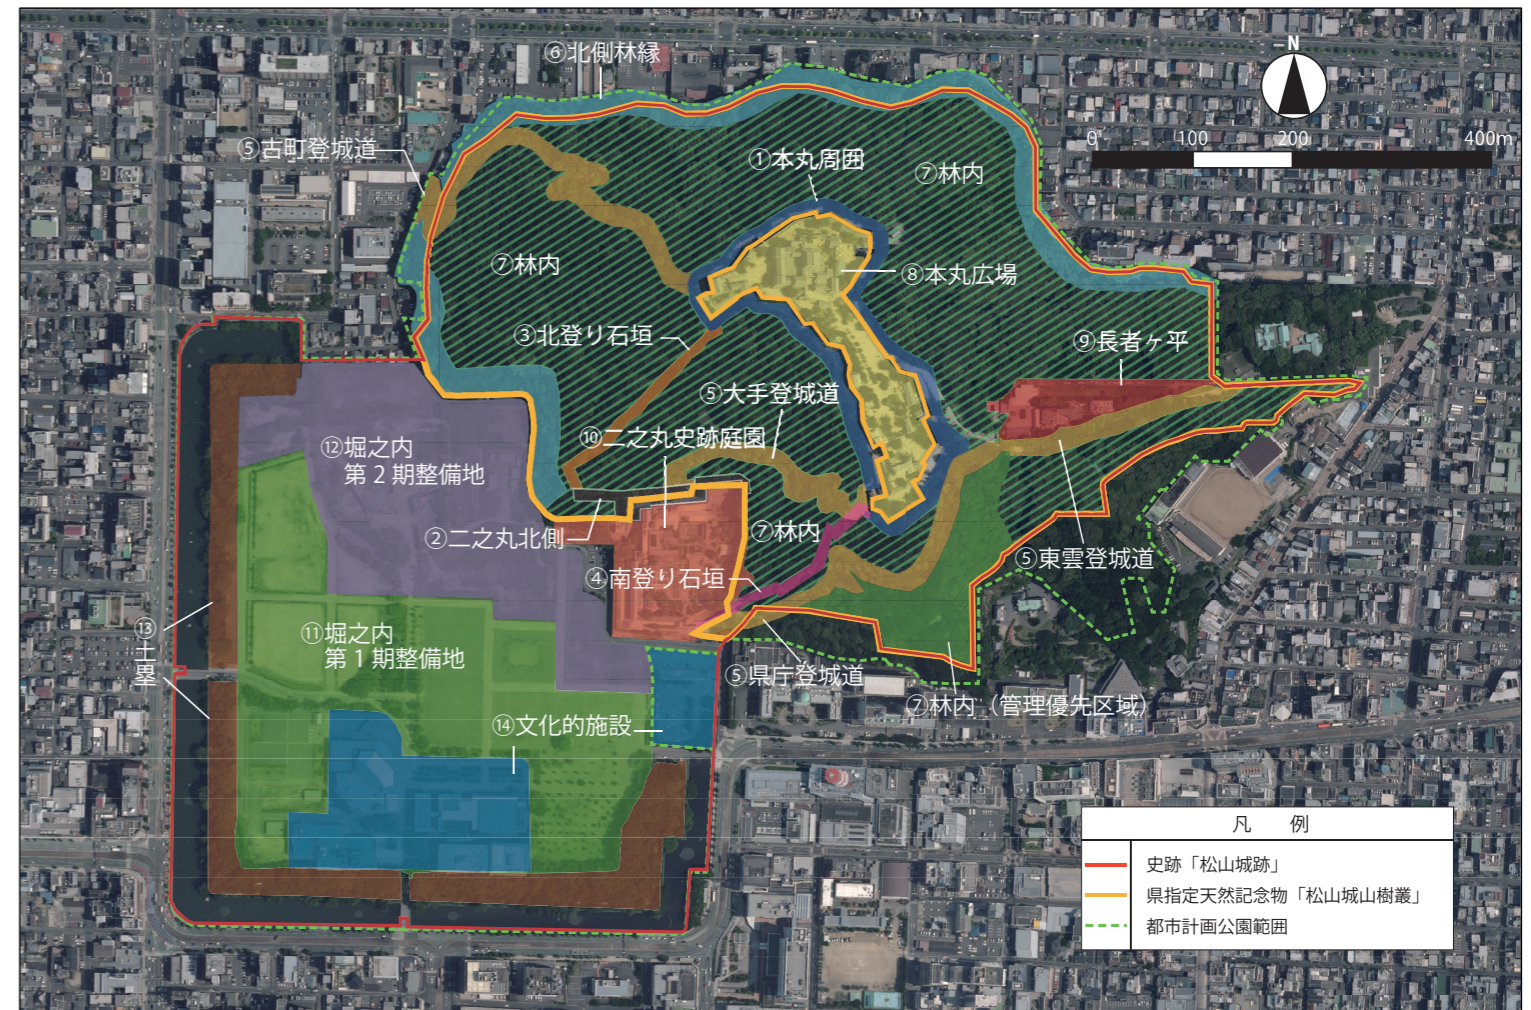 ⑥北側林縁
N
⑤古町登城道
0 100 200 400m
①本丸周囲
⑦林内
⑦林内
⑧本丸広場
③北登り石垣
⑨長者ヶ平
⑤大手登城道
⑩二之丸史跡庭園
⑫堀之内
第2期整備地
②二之丸北側
⑦林内
④南登り石垣
⑤東雲登城道
⑬土塁
⑪堀之内
第1期整備地
⑤県庁登城道
⑦林内（管理優先区域）
⑭文化的施設
凡　例
史跡「松山城跡」
県指定天然記念物「松山城山樹叢」
都市計画公園範囲